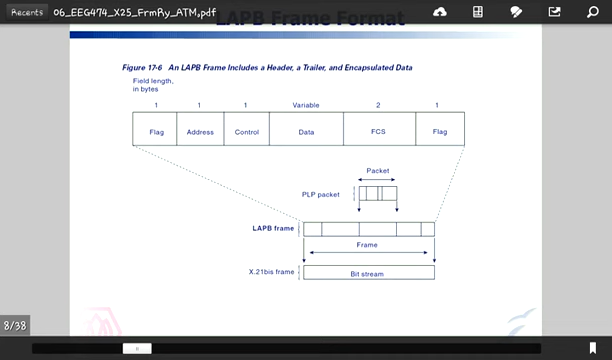 Recents 06_EEG474_X25_FrmRy_ATM.pdf
LAPB Frame Format
Figure 17-6 An LAPB Frame Includes a Header, a Trailer, and Encapsulated Data
Field length,
in bytes
1 1 1 Variable 2 1
Flag Address Control Data FCS Flag
Packet
PLP packet
LAPB frame
Frame
X.21bis frame Bit stream
8/38